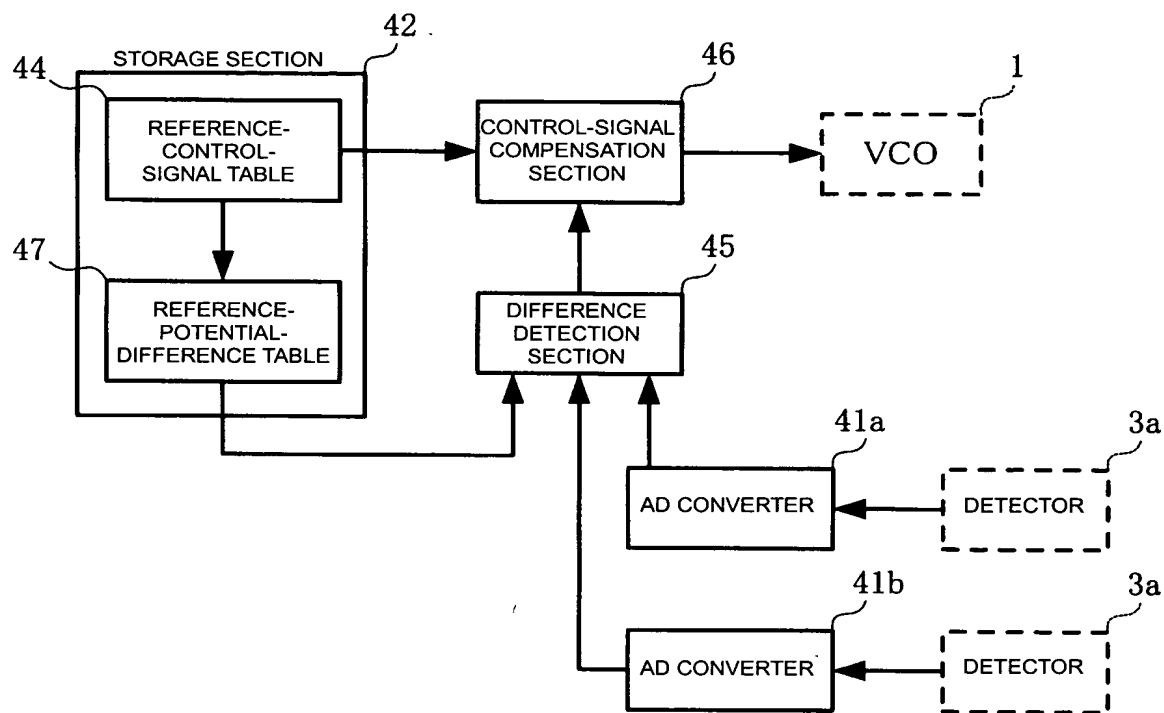 STORAGE SECTION
42
44
REFERENCE-
CONTROL-
SIGNAL TABLE
46
CONTROL-SIGNAL
COMPENSATION
SECTION
1
VCO
47
REFERENCE-
POTENTIAL-
DIFFERENCE TABLE
45
DIFFERENCE
DETECTION
SECTION
41a
AD CONVERTER
3a
DETECTOR
41b
AD CONVERTER
3a
DETECTOR